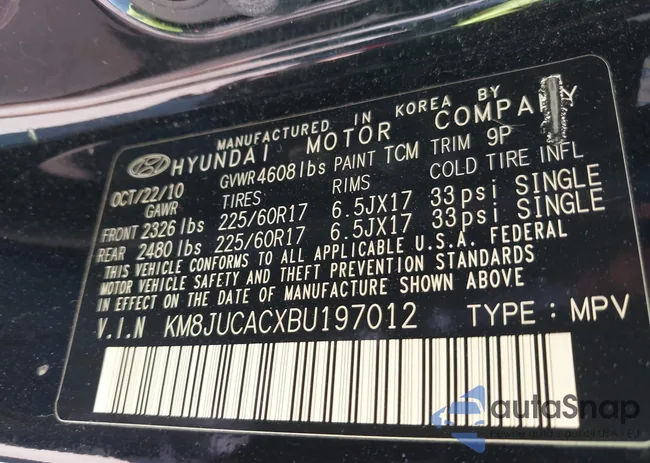 MANUFACTURED IN KOREA BY
HYUNDAI MOTOR COMPA Y
OCT/22/10 GVWR 4608 lbs PAINT TCM TRIM 9P
GAWR TIRES RIMS COLD TIRE INFL
FRONT 2326 lbs 225/60R17 6.5JX17 33 psi SINGLE
REAR 2480 lbs 225/60R17 6.5JX17 33 psi SINGLE
THIS VEHICLE CONFORMS TO ALL APPLICABLE U.S.A. FEDERAL
MOTOR VEHICLE SAFETY AND THEFT PREVENTION STANDARDS
IN EFFECT ON THE DATE OF MANUFACTURE SHOWN ABOVE
V.I.N KM8JUCACXBU197012 TYPE : MPV
autoSnap